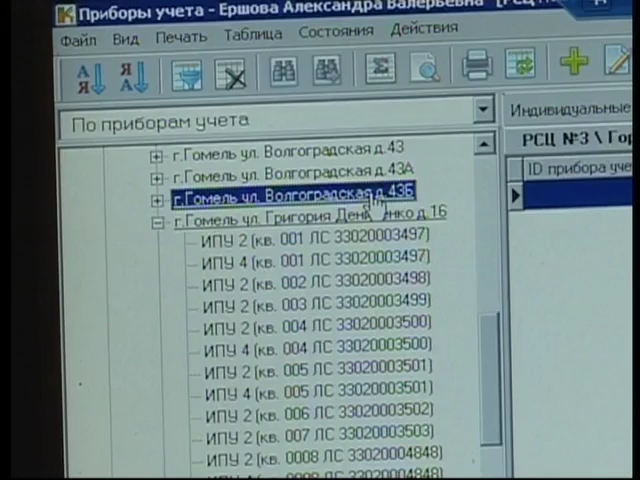 Приборы учета - Ершова Александра Валерьевна
Файл Вид Печать Таблица Состояния Действия
По приборам учета
Индивидуальные
РСЦ №3 \ Гор
ID прибора уче
г.Гомель ул. Волгоградская д.43
г.Гомель ул. Волгоградская д.43А
г.Гомель ул. Волгоградская д.43Б
г.Гомель ул. Григория д.16
ИПУ 2 (кв. 001 ЛС 33020003497)
ИПУ 4 (кв. 001 ЛС 33020003497)
ИПУ 2 (кв. 002 ЛС 33020003498)
ИПУ 2 (кв. 003 ЛС 33020003499)
ИПУ 2 (кв. 004 ЛС 33020003500)
ИПУ 4 (кв. 004 ЛС 33020003500)
ИПУ 2 (кв. 005 ЛС 33020003501)
ИПУ 4 (кв. 005 ЛС 33020003501)
ИПУ 2 (кв. 006 ЛС 33020003502)
ИПУ 2 (кв. 007 ЛС 33020003503)
ИПУ 2 (кв. 0008 ЛС 33020004848)